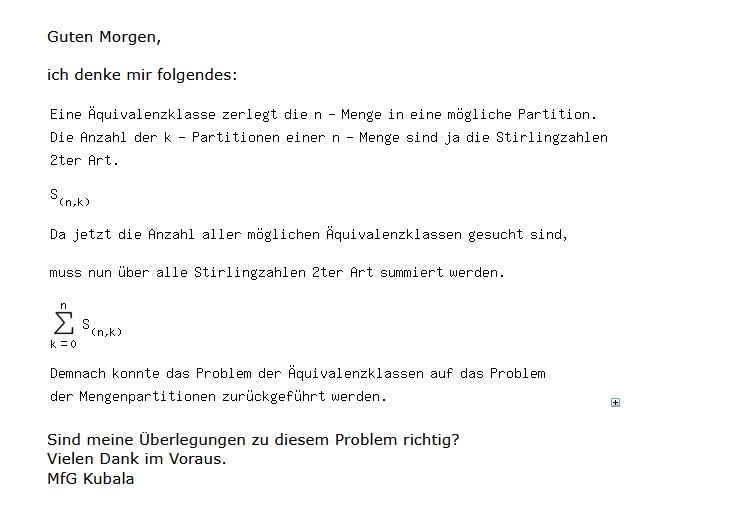 Guten Morgen,
ich denke mir folgendes:
Eine Äquivalenzklasse zerlegt die n – Menge in eine mögliche Partition.
Die Anzahl der k – Partitionen einer n – Menge sind ja die Stirlingzahlen
2ter Art.
S(n,k)
Da jetzt die Anzahl aller möglichen Äquivalenzklassen gesucht sind,
muss nun über alle Stirlingzahlen 2ter Art summiert werden.
n
∑ S(n,k)
k = 0
Demnach konnte das Problem der Äquivalenzklassen auf das Problem
der Mengenpartitionen zurückgeführt werden.
Sind meine Überlegungen zu diesem Problem richtig?
Vielen Dank im Voraus.
MfG Kubala